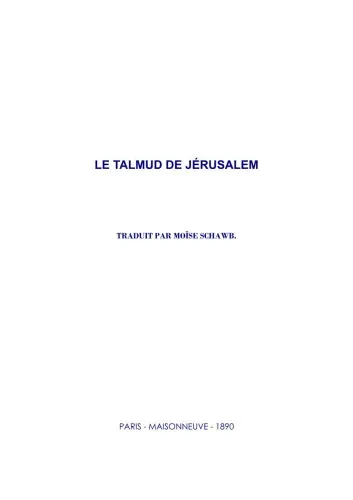 LE TALMUD DE JÉRUSALEM
TRADUIT PAR MOÏSE SCHAWB.
PARIS - MAISONNEUVE - 1890